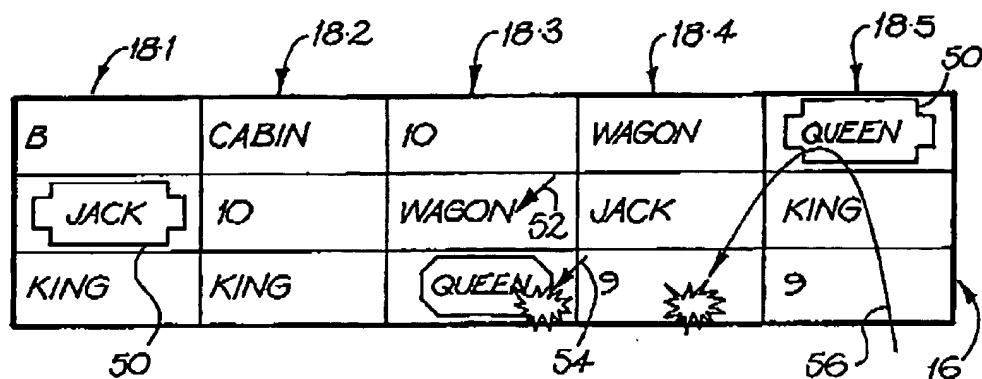 18·1 18·2 18·3 18·4 18·5
50
B CABIN 10 WAGON QUEEN
JACK 10 WAGON 52 JACK KING
KING KING QUEEN 9 9
50 54 56 16